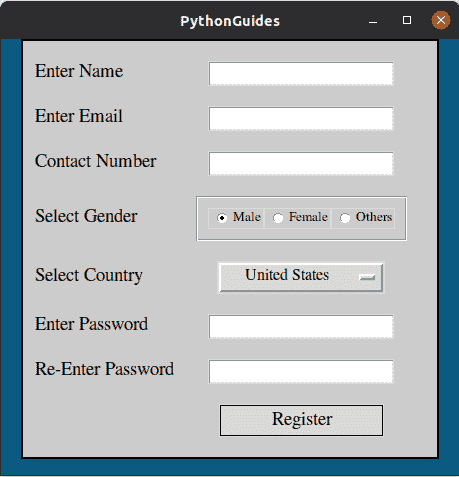 PythonGuides
Enter Name
Enter Email
Contact Number
Select Gender Male Female Others
Select Country United States
Enter Password
Re-Enter Password
Register